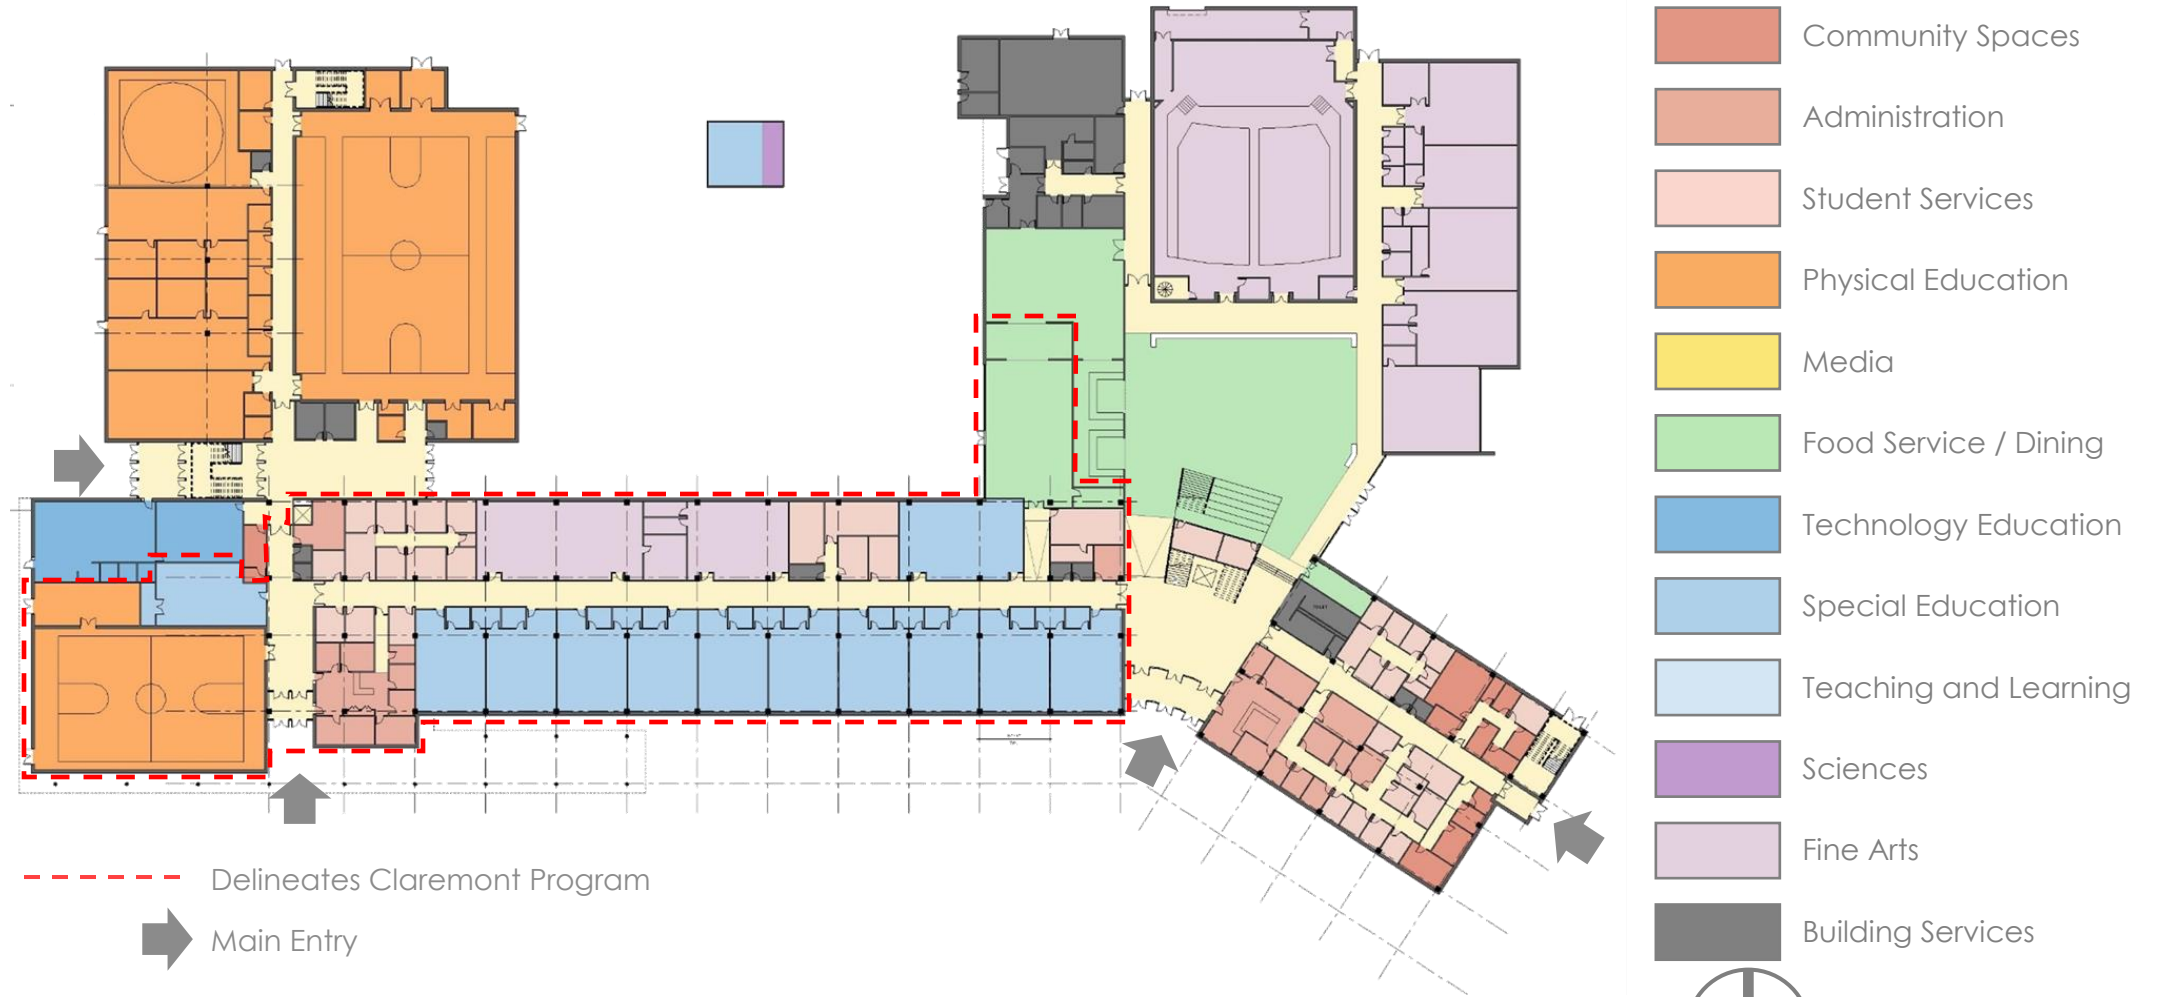 Community Spaces
Administration
Student Services
Physical Education
Media
Food Service / Dining
Technology Education
Special Education
Teaching and Learning
Sciences
Fine Arts
Building Services
Delineates Claremont Program
Main Entry